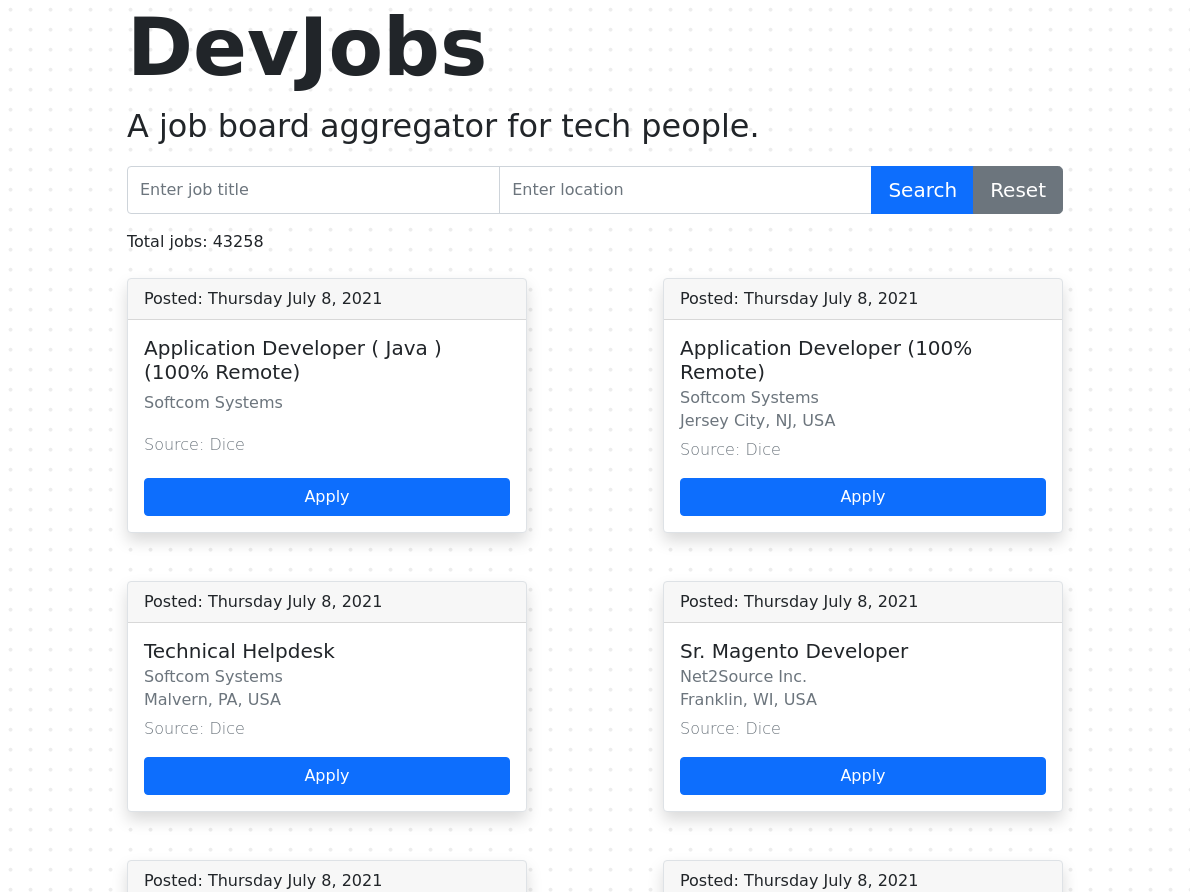 DevJobs
A job board aggregator for tech people.
Enter job title
Enter location
Search
Reset
Total jobs: 43258
Posted: Thursday July 8, 2021
Application Developer ( Java )
(100% Remote)
Softcom Systems
Source: Dice
Apply
Posted: Thursday July 8, 2021
Application Developer (100%
Remote)
Softcom Systems
Jersey City, NJ, USA
Source: Dice
Apply
Posted: Thursday July 8, 2021
Technical Helpdesk
Softcom Systems
Malvern, PA, USA
Source: Dice
Apply
Posted: Thursday July 8, 2021
Sr. Magento Developer
Net2Source Inc.
Franklin, WI, USA
Source: Dice
Apply
Posted: Thursday July 8, 2021
Posted: Thursday July 8, 2021